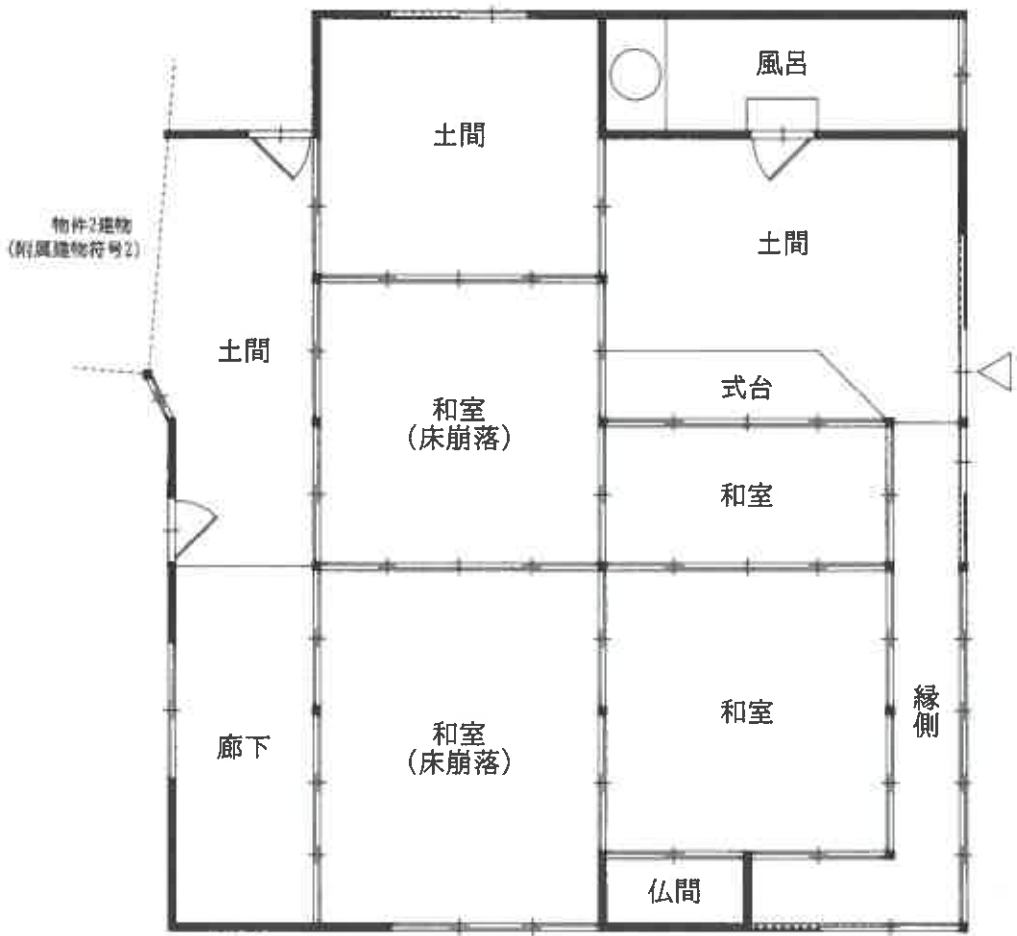 風呂
土間
土間
物件2建物
(附属建物符号2)
土間
式台
和室
(床崩落)
和室
和室
(床崩落)
和室
縁側
廊下
仏間